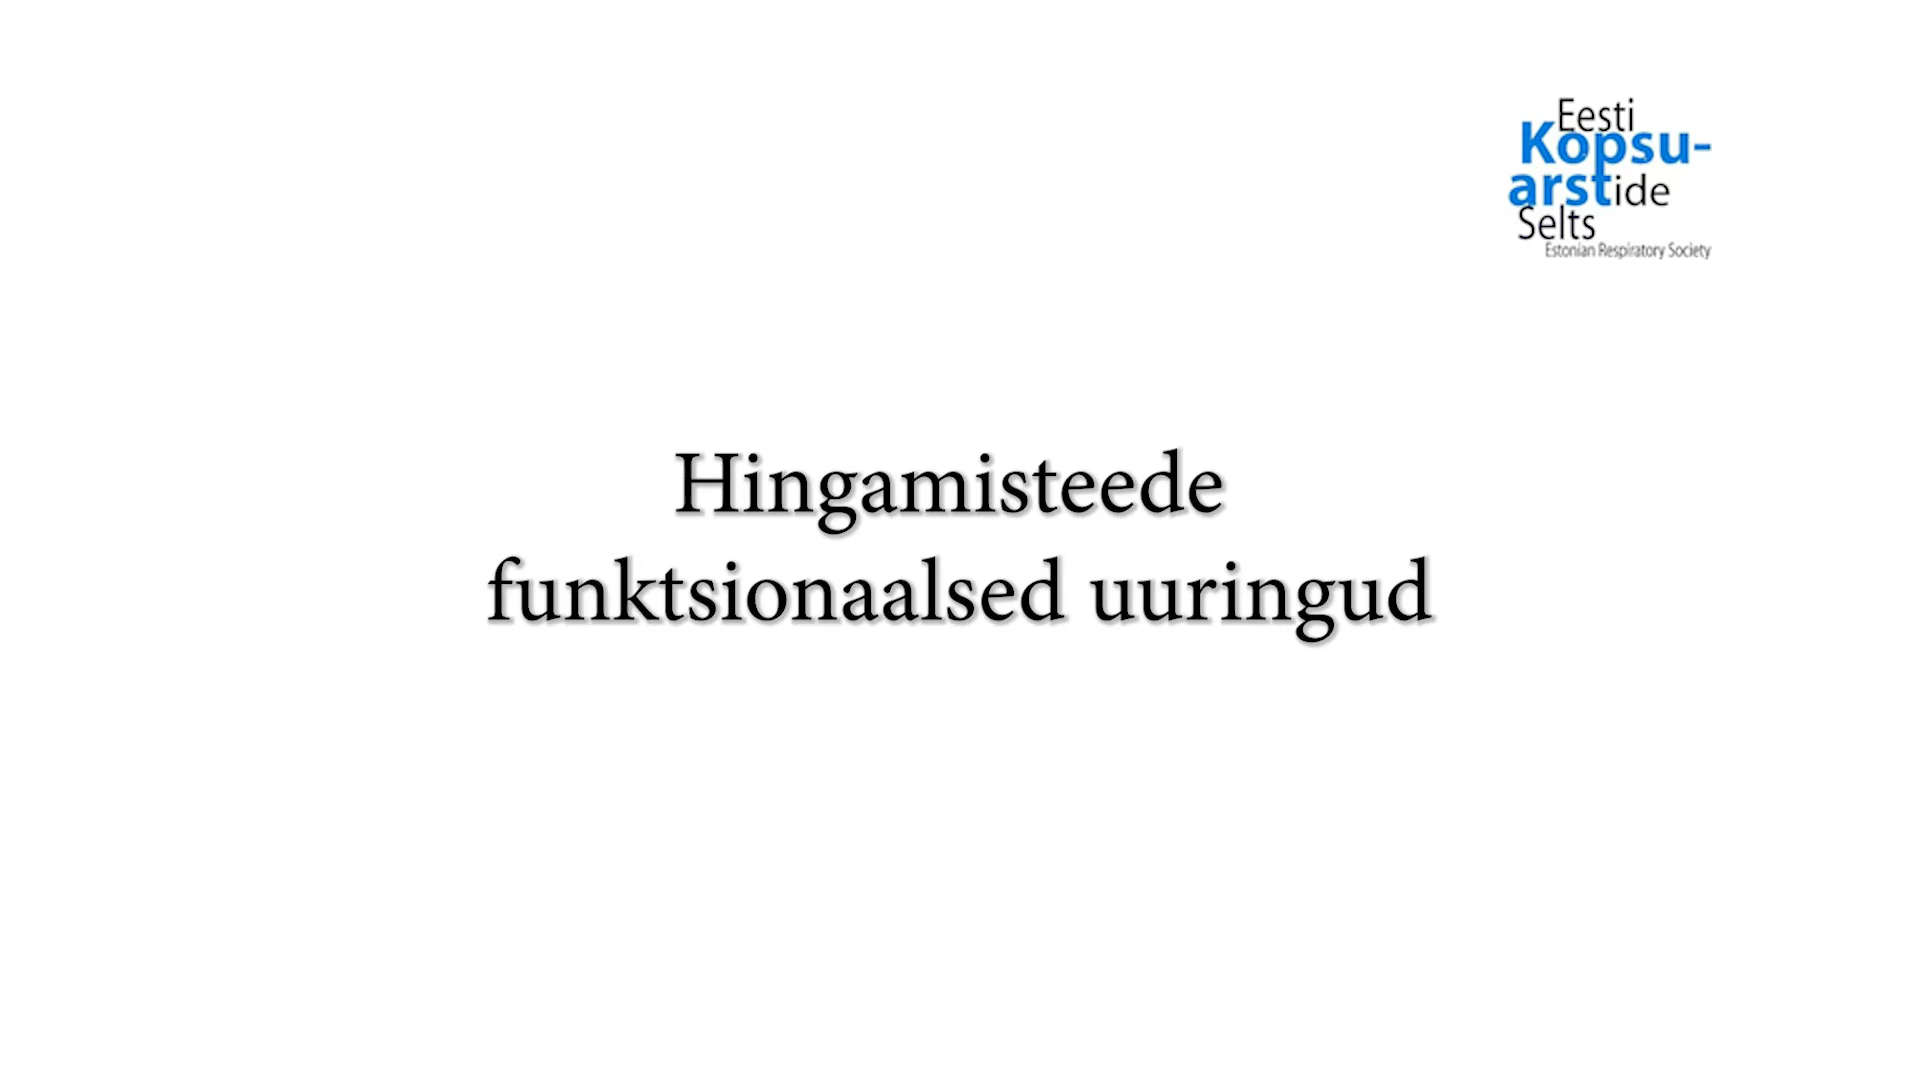 Eesti
Kopsu-
arstide
Selts
Estonian Respiratory Society
Hingamisteede
funktsionaalsed uuringud